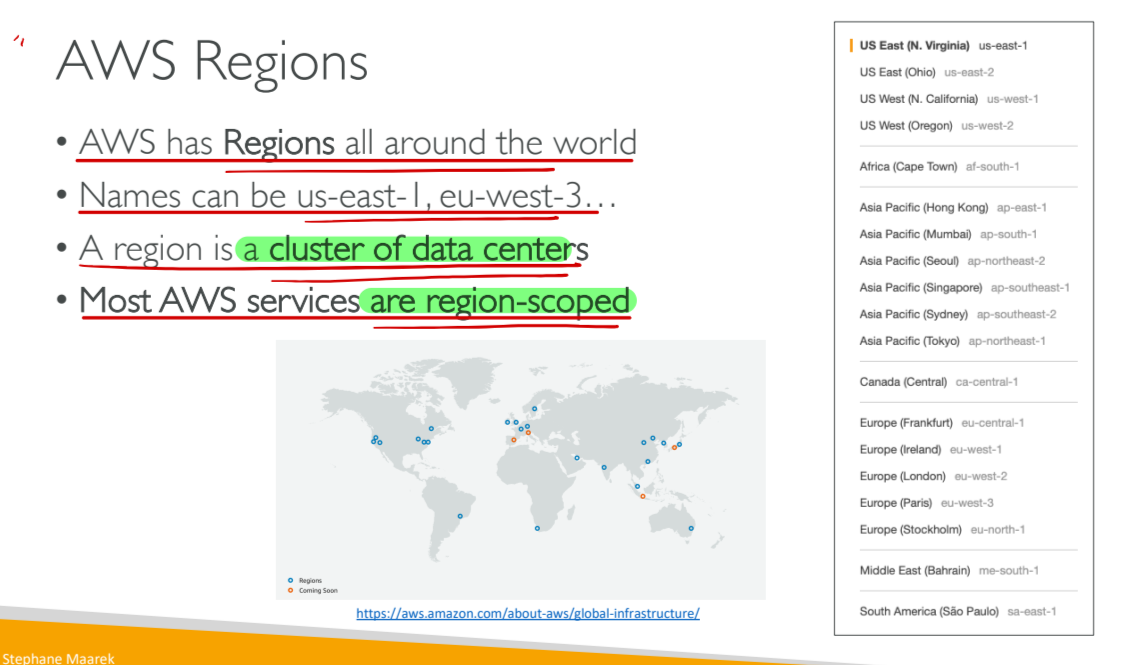 AWS Regions
• AWS has Regions all around the world
• Names can be us-east-1, eu-west-3…
• A region is a cluster of data centers
• Most AWS services are region-scoped
Regions
Coming Soon
https://aws.amazon.com/about-aws/global-infrastructure/
Stephane Maarek
US East (N. Virginia) us-east-1
US East (Ohio) us-east-2
US West (N. California) us-west-1
US West (Oregon) us-west-2
Africa (Cape Town) af-south-1
Asia Pacific (Hong Kong) ap-east-1
Asia Pacific (Mumbai) ap-south-1
Asia Pacific (Seoul) ap-northeast-2
Asia Pacific (Singapore) ap-southeast-1
Asia Pacific (Sydney) ap-southeast-2
Asia Pacific (Tokyo) ap-northeast-1
Canada (Central) ca-central-1
Europe (Frankfurt) eu-central-1
Europe (Ireland) eu-west-1
Europe (London) eu-west-2
Europe (Paris) eu-west-3
Europe (Stockholm) eu-north-1
Middle East (Bahrain) me-south-1
South America (São Paulo) sa-east-1